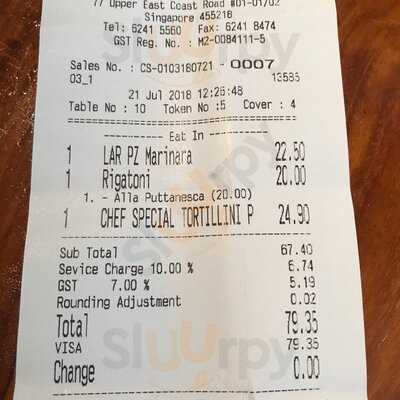 77 Upper East Coast Road #01-01/02
Singapore 455218
Tel: 6241 5560 Fax: 6241 8474
GST Reg. No. : M2-0084111-5
Sales No. : CS-0103180721 - 0007
03_1 13585
21 Jul 2018 12:26:48
Table No : 10 Token No :5 Cover : 4
Eat In
1 LAR PZ Marinara 22.50
1 Rigatoni 20.00
1. - Alla Puttanesca (20.00)
1 CHEF SPECIAL TORTILLINI P 24.90
Sub Total 67.40
Sevice Charge 10.00 % 6.74
GST 7.00 % 5.19
Rounding Adjustment 0.02
Total 79.35
VISA 79.35
Change 0.00
Sluurpy
Sluurpy